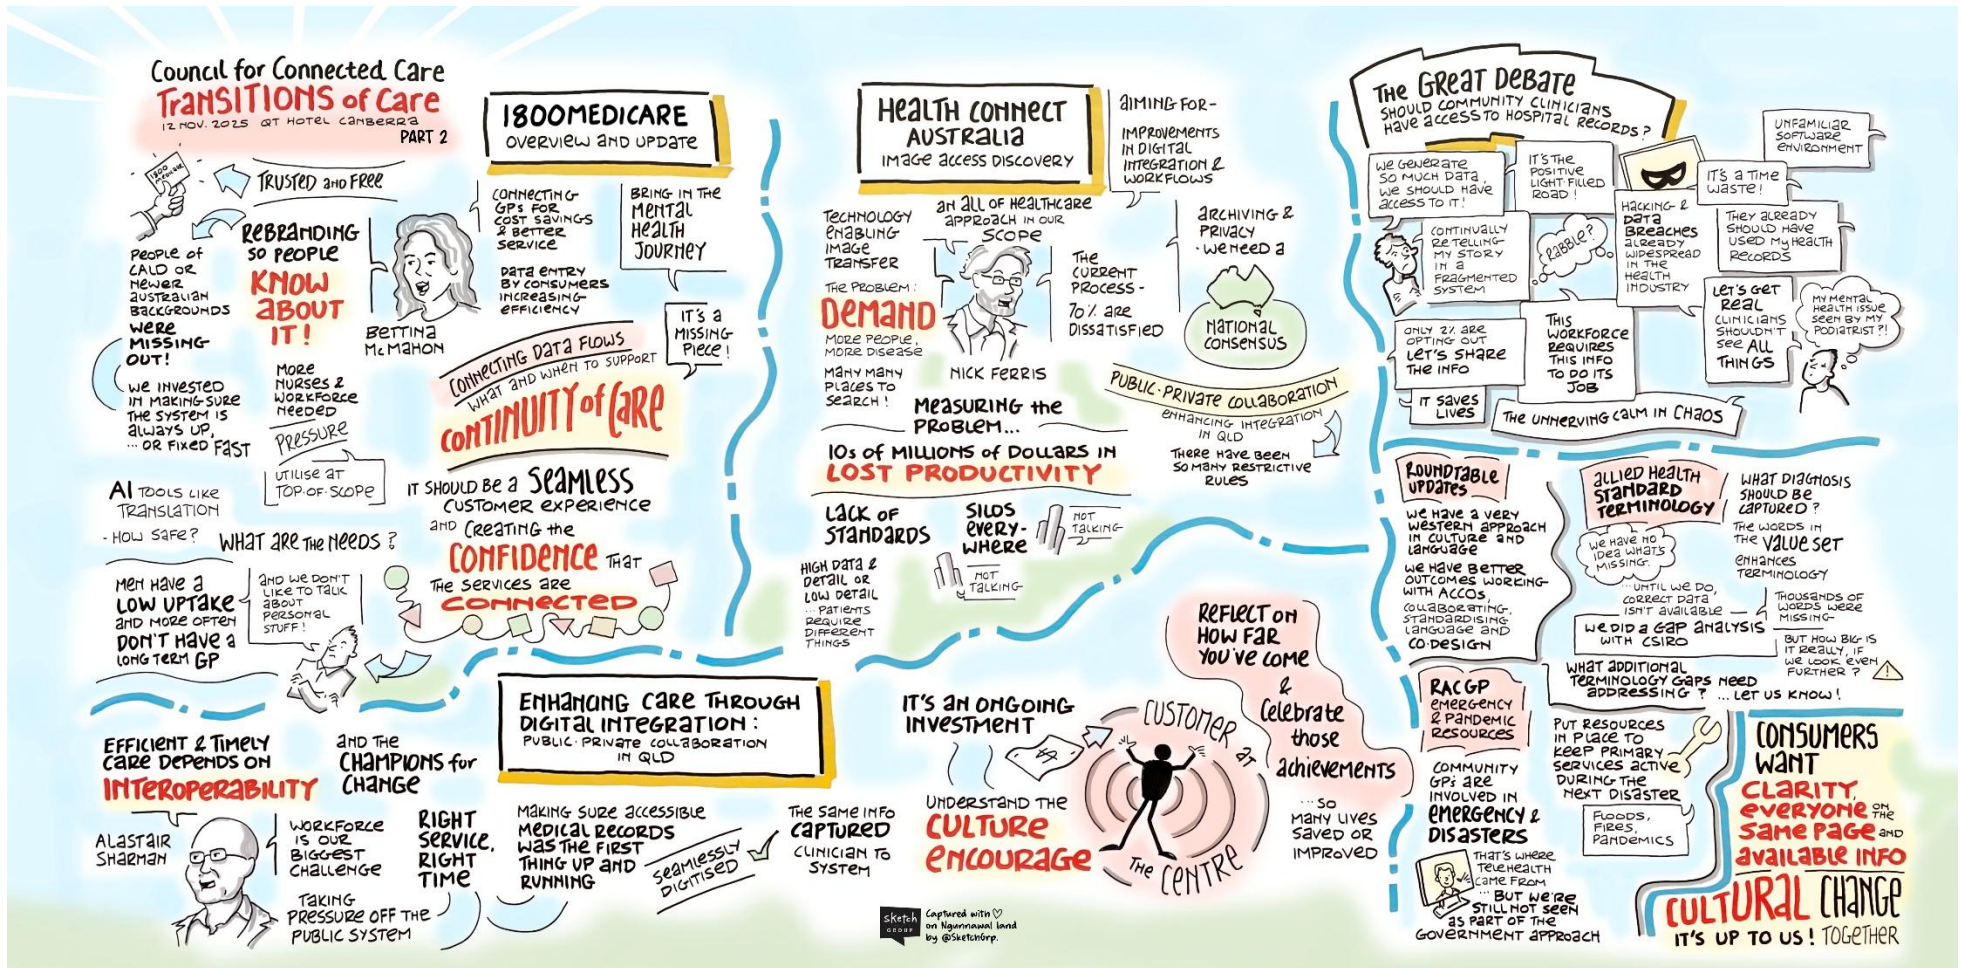 Council for Connected Care
TRANSITIONS of Care
12 NOV. 2025 QT HOTEL CANBERRA
PART 2
1800 MEDICARE
TRUSTED and FREE
PEOPLE of
CALD OR
NEWER
AUSTRALIAN
BACKGROUNDS
WERE
MISSING
OUT!
WE INVESTED
IN MAKING SURE
THE SYSTEM IS
ALWAYS UP,
... OR FIXED FAST
REBRANDING
SO PEOPLE
KNOW
ABOUT
IT!
MORE
NURSES &
WORKFORCE
NEEDED
PRESSURE
UTILISE AT
TOP-OF-SCOPE
AI TOOLS LIKE
TRANSLATION
- HOW SAFE?
WHAT ARE THE NEEDS?
MEN HAVE A
LOW UPTAKE
AND MORE OFTEN
DON'T HAVE A
LONG TERM GP
AND WE DON'T
LIKE TO TALK
ABOUT
PERSONAL
STUFF!
1800MEDICARE
OVERVIEW AND UPDATE
BETTINA
McMAHON
CONNECTING
GPs FOR
COST SAVINGS
& BETTER
SERVICE
DATA ENTRY
BY CONSUMERS
INCREASING
EFFICIENCY
BRING IN THE
MENTAL
HEALTH
JOURNEY
IT'S A
MISSING
PIECE!
CONNECTING DATA FLOWS
WHAT AND WHEN TO SUPPORT
CONTINUITY of CARE
IT SHOULD BE A SEAMLESS
CUSTOMER EXPERIENCE
AND CREATING the
CONFIDENCE THAT
THE SERVICES ARE
CONNECTED
HEALTH CONNECT
AUSTRALIA
IMAGE ACCESS DISCOVERY
AIMING FOR-
IMPROVEMENTS
IN DIGITAL
INTEGRATION &
WORKFLOWS
TECHNOLOGY
ENABLING
IMAGE
TRANSFER
THE PROBLEM:
DEMAND
MORE PEOPLE,
MORE DISEASE
MANY MANY
PLACES TO
SEARCH!
AN ALL OF HEALTHCARE
APPROACH IN OUR
SCOPE
NICK FERRIS
THE
CURRENT
PROCESS -
70% ARE
DISSATISFIED
ARCHIVING &
PRIVACY
- WE NEED A
NATIONAL
CONSENSUS
PUBLIC-PRIVATE COLLABORATION
ENHANCING INTEGRATION
IN QLD
THERE HAVE BEEN
SO MANY RESTRICTIVE
RULES
MEASURING the
PROBLEM...
10s of MILLIONS of DOLLARS IN
LOST PRODUCTIVITY
LACK OF
STANDARDS
HIGH DATA &
DETAIL OR
LOW DETAIL
... PATIENTS
REQUIRE
DIFFERENT
THINGS
SILOS
EVERY-
WHERE
NOT
TALKING
NOT
TALKING
THE GREAT DEBATE
SHOULD COMMUNITY CLINICIANS
HAVE ACCESS TO HOSPITAL RECORDS?
WE GENERATE
SO MUCH DATA,
WE SHOULD HAVE
ACCESS TO IT!
IT'S THE
POSITIVE
LIGHT-FILLED
ROAD!
CONTINUALLY
RE-TELLING
MY STORY
IN A
FRAGMENTED
SYSTEM
RABBLE?
ONLY 2% ARE
OPTING OUT
LET'S SHARE
THE INFO
IT SAVES
LIVES
THIS
WORKFORCE
REQUIRES
THIS INFO
TO DO ITS
JOB
HACKING &
DATA
BREACHES
ALREADY
WIDESPREAD
IN THE
HEALTH
INDUSTRY
UNFAMILIAR
SOFTWARE
ENVIRONMENT
IT'S A TIME
WASTE!
THEY ALREADY
SHOULD HAVE
USED MyHEALTH
RECORDS
LET'S GET
REAL
CLINICIANS
SHOULDN'T
SEE ALL
THINGS
MY MENTAL
HEALTH ISSUE
SEEN BY MY
PODIATRIST?!
THE UNNERVING CALM IN CHAOS
ROUNDTABLE
UPDATES
WE HAVE A VERY
WESTERN APPROACH
IN CULTURE AND
LANGUAGE
WE HAVE BETTER
OUTCOMES WORKING
WITH ACCOS,
COLLABORATING,
STANDARDISING
LANGUAGE AND
CO-DESIGN
ALLIED HEALTH
STANDARD
TERMINOLOGY
WE HAVE NO
IDEA WHAT'S
MISSING.
...UNTIL WE DO,
CORRECT DATA
ISN'T AVAILABLE
WE DID A GAP ANALYSIS
WITH CSIRO
WHAT DIAGNOSIS
SHOULD BE
CAPTURED?
THE WORDS IN
THE VALUE SET
ENHANCES
TERMINOLOGY
THOUSANDS OF
WORDS WERE
MISSING
BUT HOW BIG IS
IT REALLY, IF
WE LOOK EVEN
FURTHER?
WHAT ADDITIONAL
TERMINOLOGY GAPS NEED
ADDRESSING? ... LET US KNOW!
RACGP
EMERGENCY
& PANDEMIC
RESOURCES
COMMUNITY
GPs ARE
INVOLVED IN
EMERGENCY &
DISASTERS
THAT'S WHERE
TELEHEALTH
CAME FROM
... BUT WE'RE
STILL NOT SEEN
AS PART OF THE
GOVERNMENT APPROACH
PUT RESOURCES
IN PLACE TO
KEEP PRIMARY
SERVICES ACTIVE
DURING THE
NEXT DISASTER
FLOODS,
FIRES,
PANDEMICS
CONSUMERS
WANT
CLARITY,
EVERYONE ON THE
SAME PAGE AND
AVAILABLE INFO
CULTURAL CHANGE
IT'S UP TO US! TOGETHER
EFFICIENT & TIMELY
CARE DEPENDS ON
INTEROPERABILITY
AND THE
CHAMPIONS for
CHANGE
ALASTAIR
SHARMAN
WORKFORCE
IS OUR
BIGGEST
CHALLENGE
TAKING
PRESSURE OFF THE
PUBLIC SYSTEM
RIGHT
SERVICE,
RIGHT
TIME
ENHANCING CARE THROUGH
DIGITAL INTEGRATION:
PUBLIC-PRIVATE COLLABORATION
IN QLD
MAKING SURE ACCESSIBLE
MEDICAL RECORDS
WAS THE FIRST
THING UP AND
RUNNING
SEAMLESSLY
DIGITISED
THE SAME INFO
CAPTURED
CLINICIAN TO
SYSTEM
IT'S AN ONGOING
INVESTMENT
$
UNDERSTAND THE
CULTURE
ENCOURAGE
CUSTOMER at
THE CENTRE
REFLECT ON
HOW FAR
YOU'VE COME
&
Celebrate
those
achievements
... SO
MANY LIVES
SAVED OR
IMPROVED
sketch
GROUP
Captured with ♡
on Ngunnawal land
by @SketchGrp.